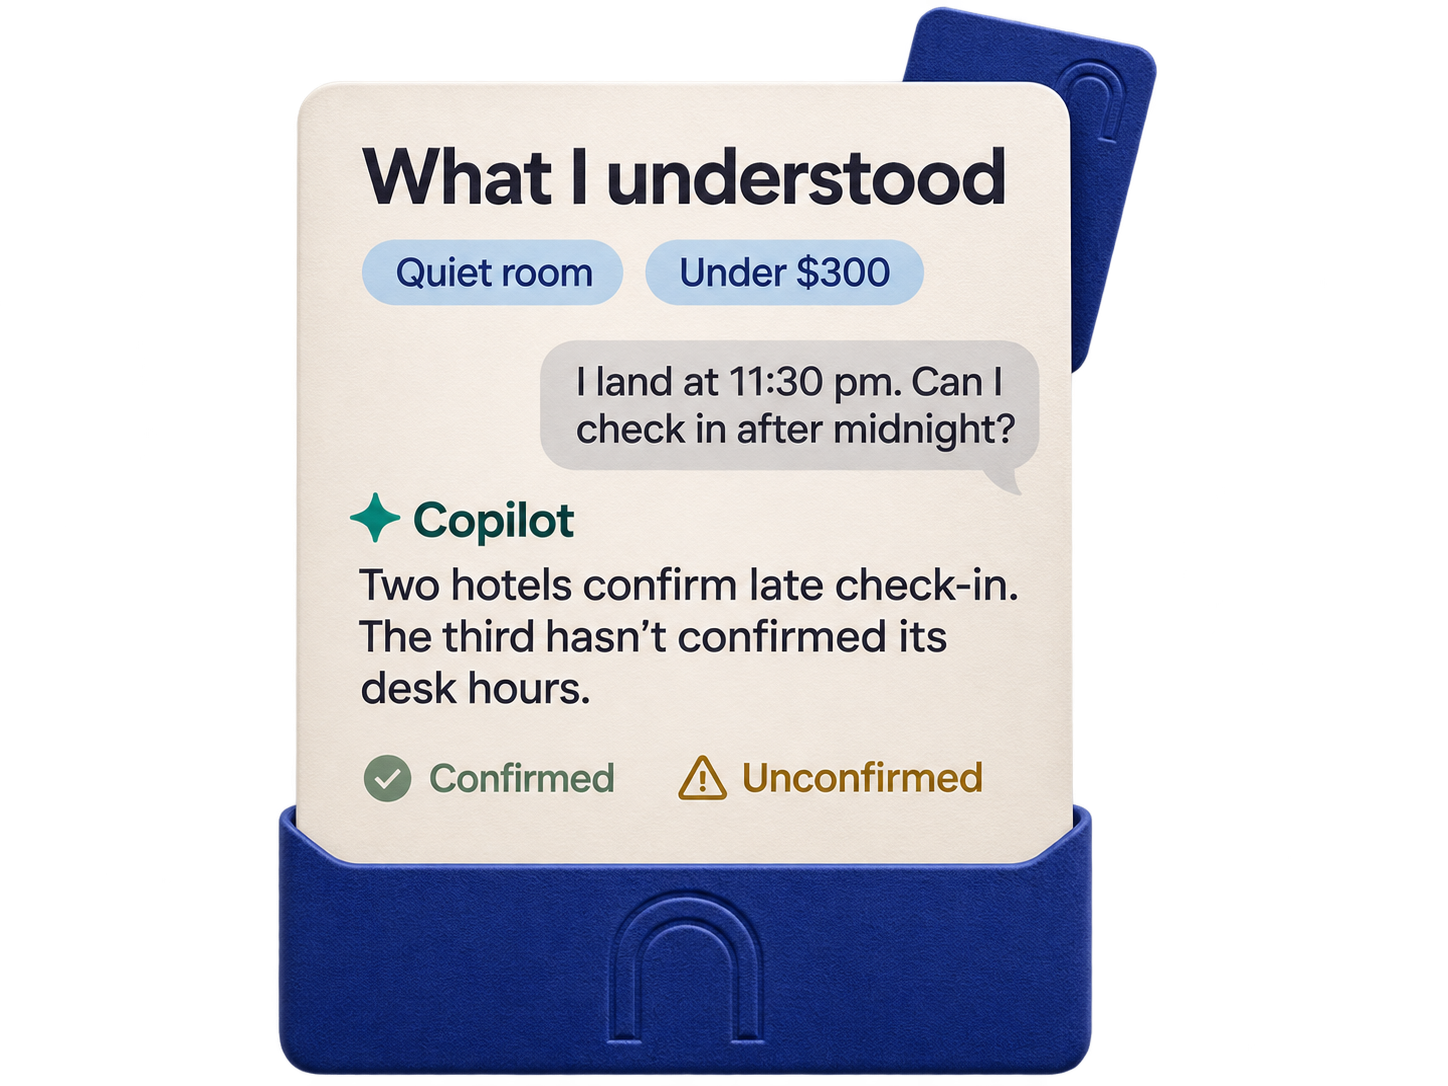 What I understood
Quiet room
Under $300
I land at 11:30 pm. Can I
check in after midnight?
Copilot
Two hotels confirm late check-in.
The third hasn’t confirmed its
desk hours.
Confirmed
Unconfirmed